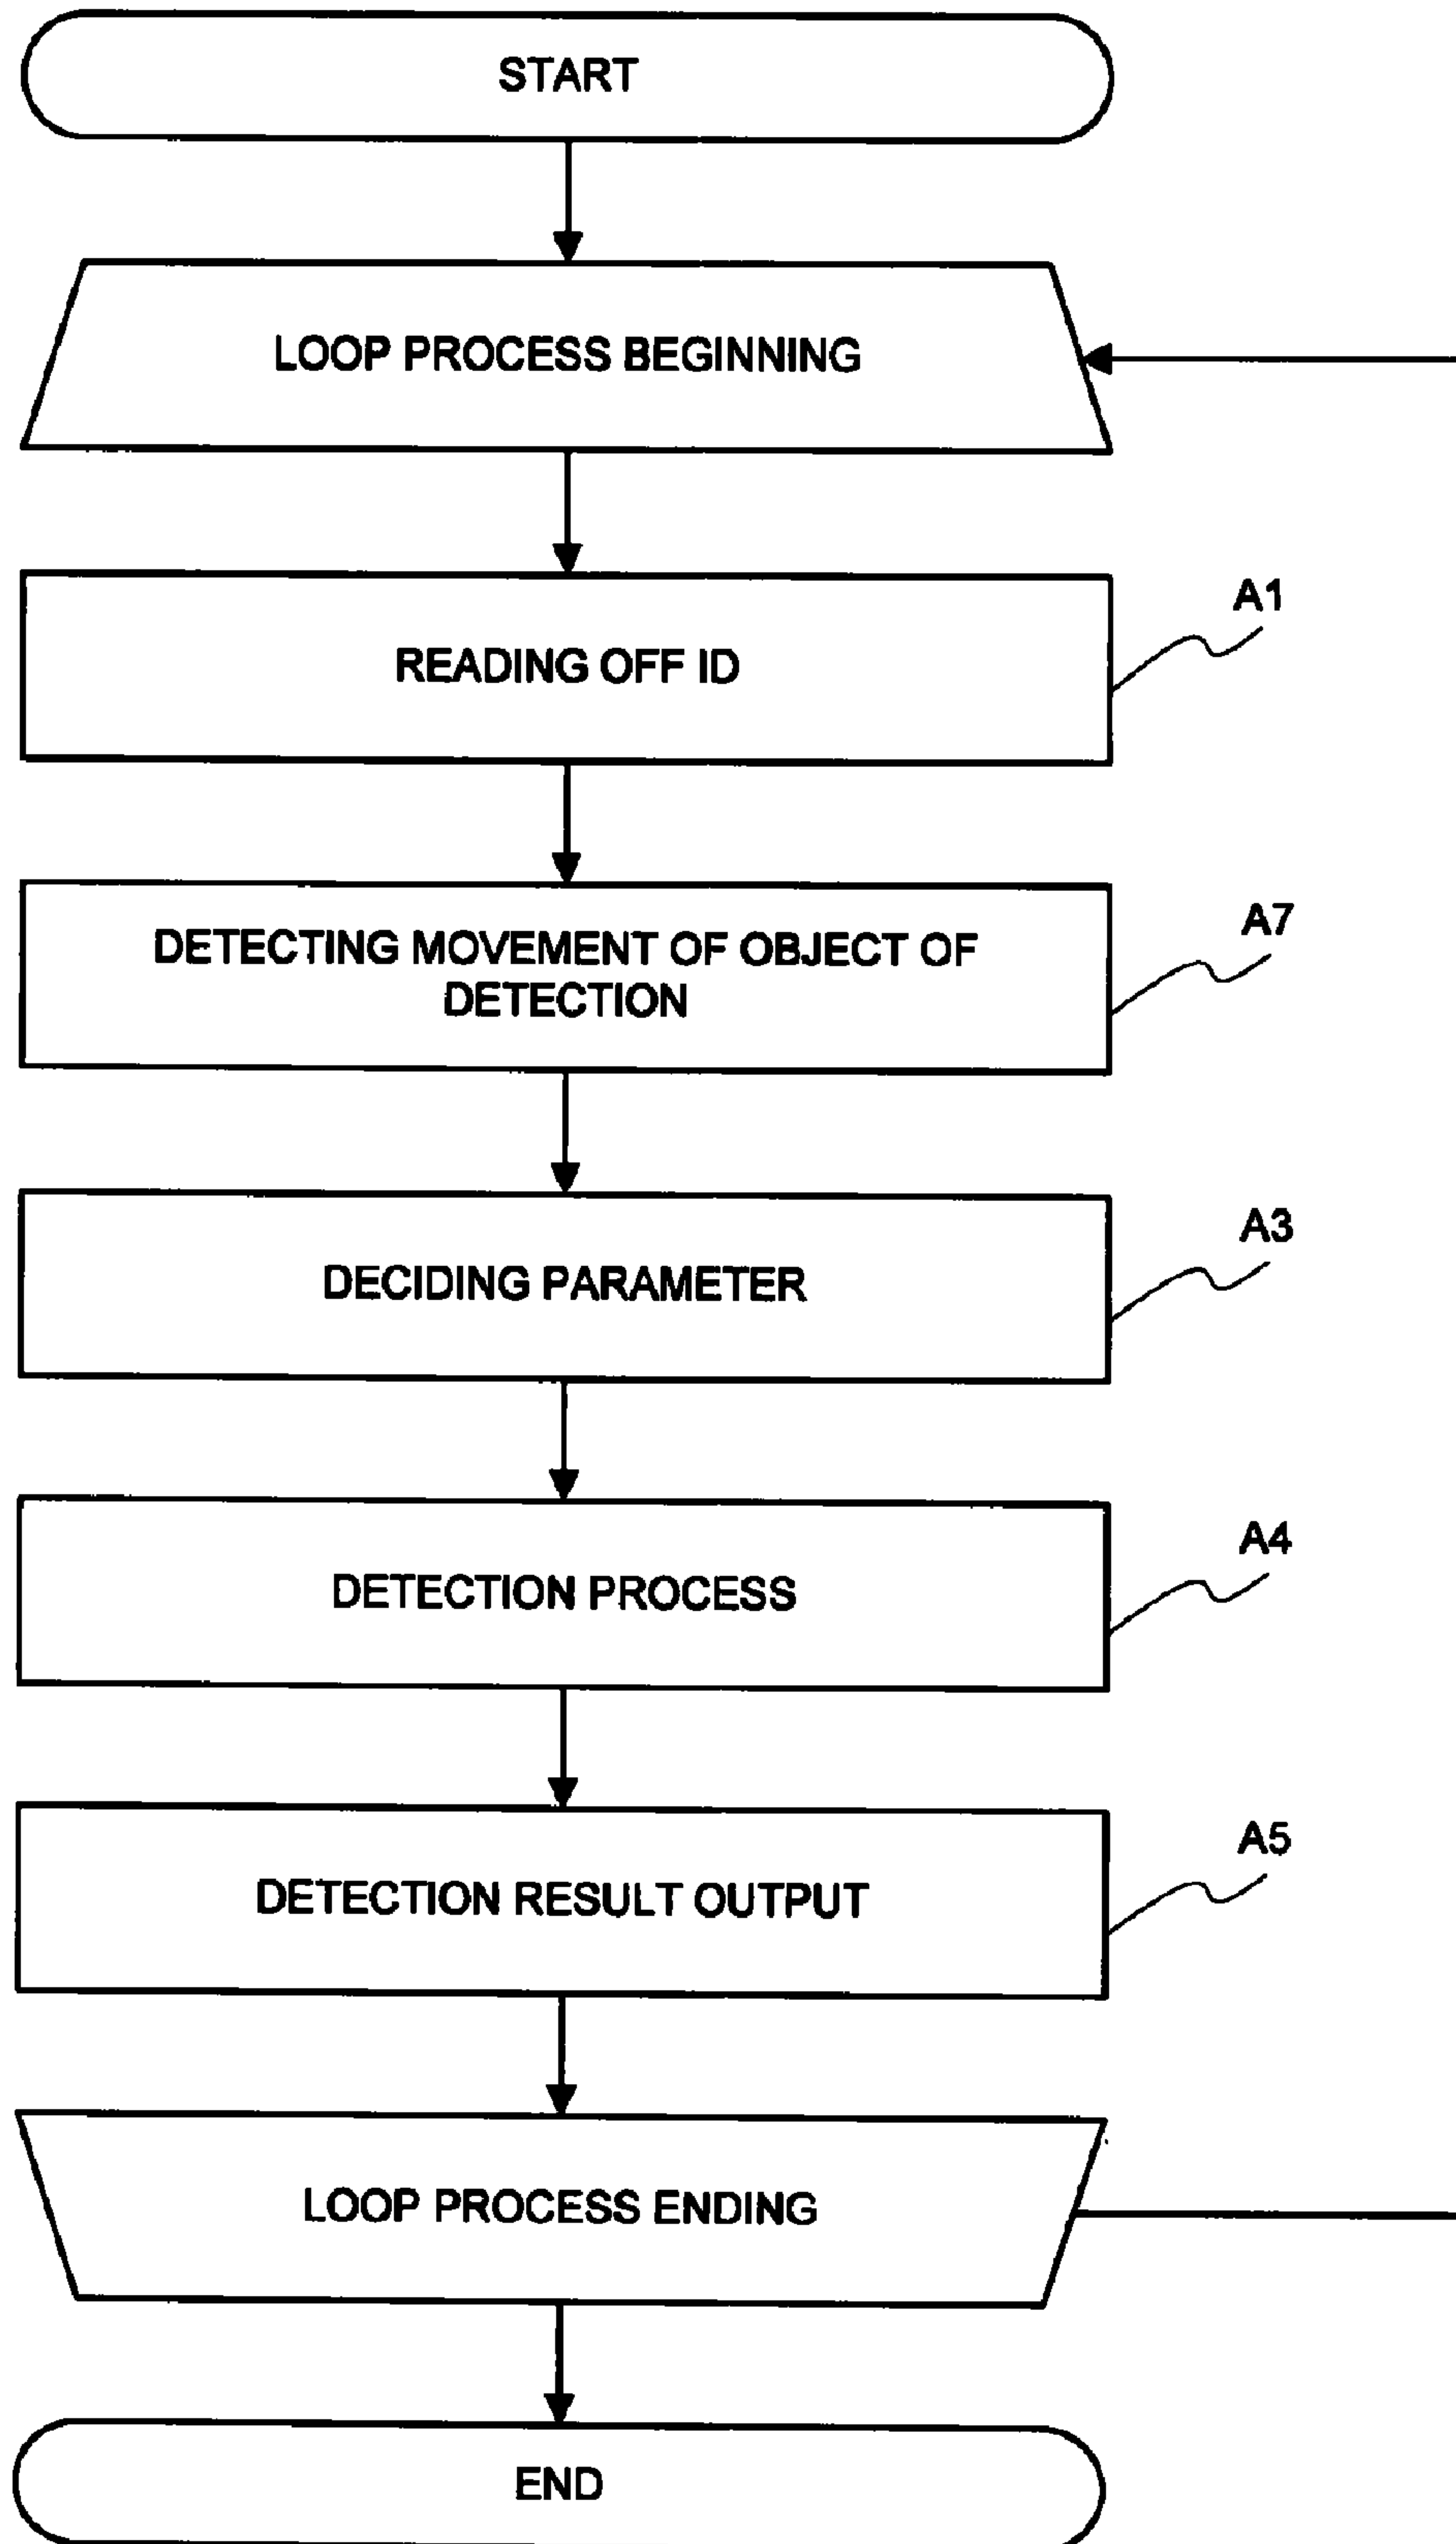 START
LOOP PROCESS BEGINNING
READING OFF ID
A1
DETECTING MOVEMENT OF OBJECT OF
DETECTION
A7
DECIDING PARAMETER
A3
DETECTION PROCESS
A4
DETECTION RESULT OUTPUT
A5
LOOP PROCESS ENDING
END